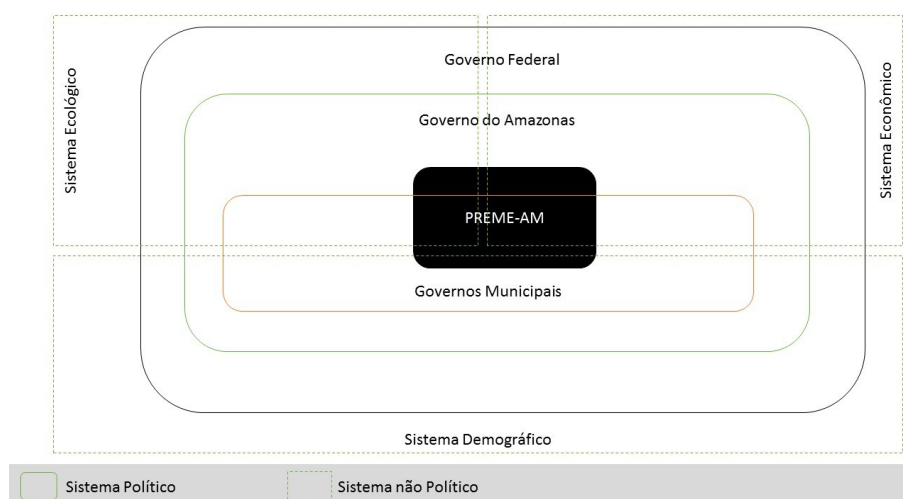 Governo Federal
Sistema Ecológico
Sistema Econômico
Governo do Amazonas
PREME-AM
Governos Municipais
Sistema Demográfico
Sistema Político
Sistema não Político